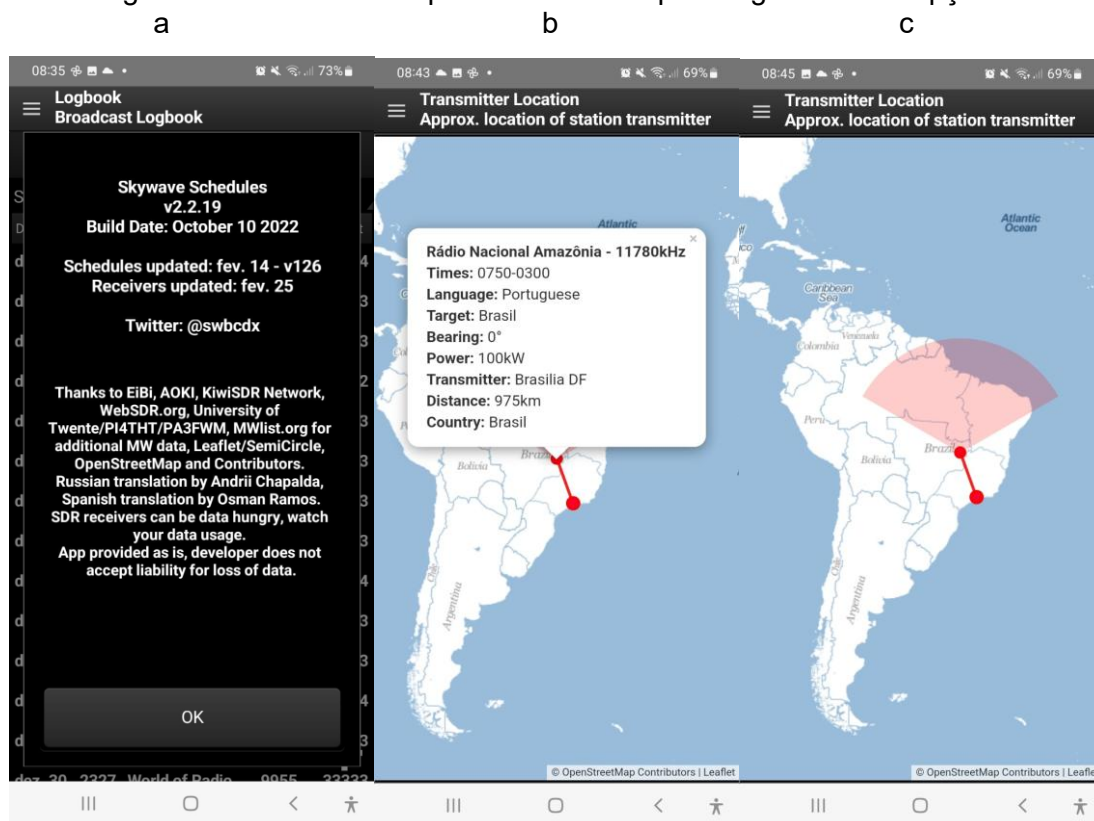 a
b
c
08:35
73%
Logbook
Broadcast Logbook
Skywave Schedules
v2.2.19
Build Date: October 10 2022
Schedules updated: fev. 14 - v126
Receivers updated: fev. 25
Twitter: @swbcdx
Thanks to EiBi, AOKI, KiwiSDR Network,
WebSDR.org, University of
Twente/PI4THT/PA3FWM, MWlist.org for
additional MW data, Leaflet/SemiCircle,
OpenStreetMap and Contributors.
Russian translation by Andrii Chapalda,
Spanish translation by Osman Ramos.
SDR receivers can be data hungry, watch
your data usage.
App provided as is, developer does not
accept liability for loss of data.
OK
dez. 30 2327 World of Radio 9955 33333
08:43
69%
Transmitter Location
Approx. location of station transmitter
Atlantic
Rádio Nacional Amazônia - 11780kHz
Times: 0750-0300
Language: Portuguese
Target: Brasil
Bearing: 0°
Power: 100kW
Transmitter: Brasilia DF
Distance: 975km
Country: Brasil
Bolivia
Argentina
© OpenStreetMap Contributors | Leaflet
08:45
69%
Transmitter Location
Approx. location of station transmitter
Atlantic
Ocean
Caribbean
Sea
Venezuela
Colombia
Peru
Brazil
Bolivia
Chile
Argentina
© OpenStreetMap Contributors | Leafle